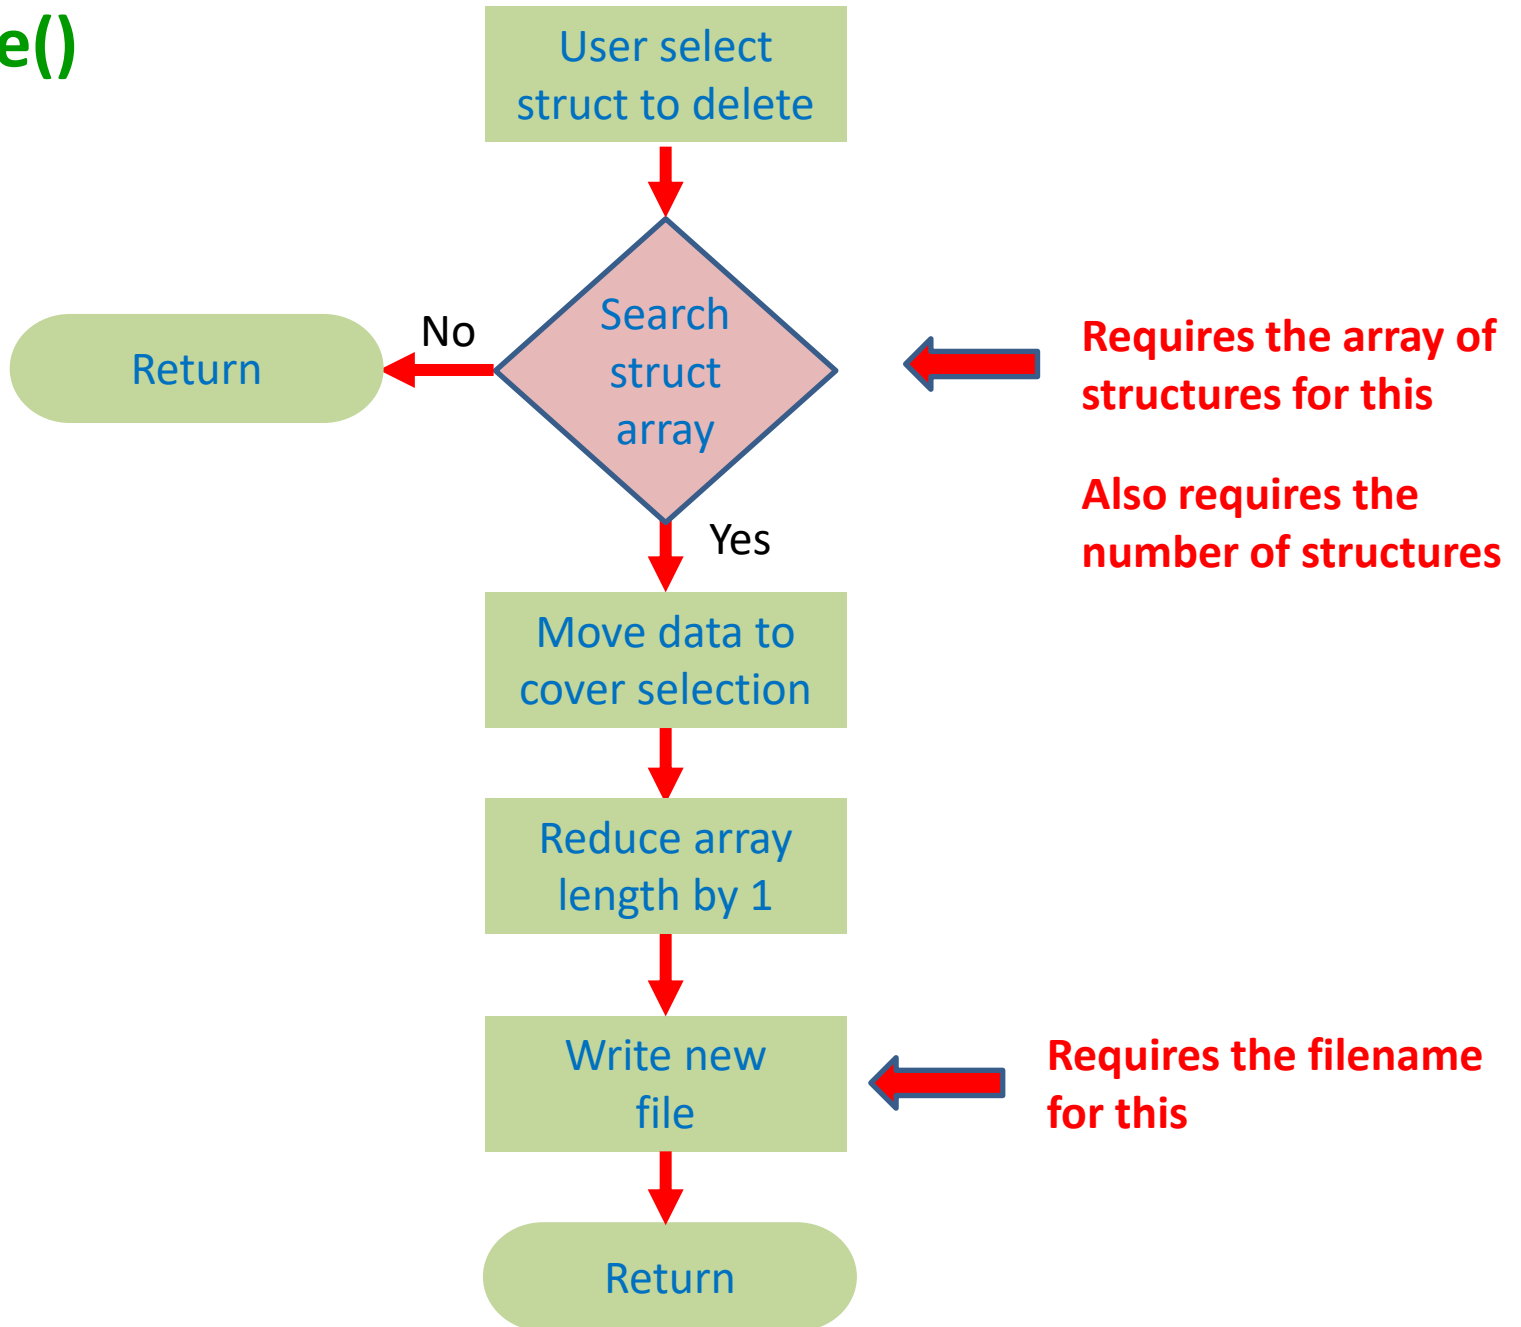 e()
User select
struct to delete
Search
struct
array
No
Return
Requires the array of
structures for this
Also requires the
number of structures
Yes
Move data to
cover selection
Reduce array
length by 1
Write new
file
Requires the filename
for this
Return